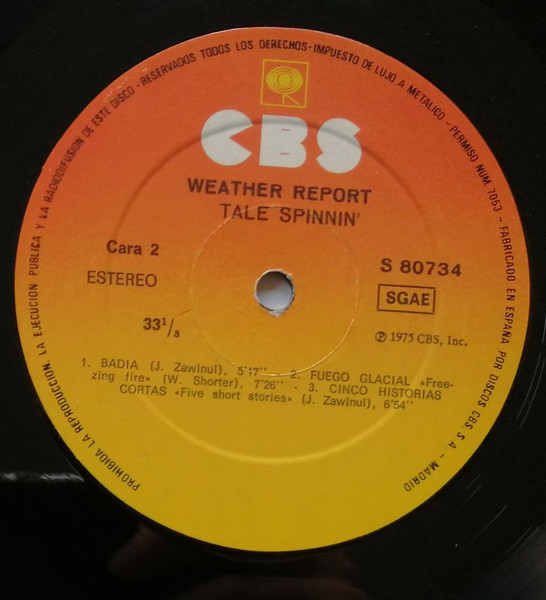 PROHIBIDA LA REPRODUCCION, LA EJECUCION PUBLICA Y LA RADIODIFUSION DE ESTE DISCO - RESERVADOS TODOS LOS DERECHOS - IMPUESTO DE LUJO A METALICO - PERMISO NUM. 7053 - FABRICADO EN ESPAÑA POR DISCOS CBS, S. A. - MADRID
CBS
WEATHER REPORT
TALE SPINNIN'
Cara 2
S 80734
ESTEREO
SGAE
33 1/3
℗ 1975 CBS, Inc.
1. BADIA (J. Zawinul), 5'17" - 2. FUEGO GLACIAL «Free-
zing fire» (W. Shorter), 7'26" - 3. CINCO HISTORIAS
CORTAS «Five short stories» (J. Zawinul), 6'54"